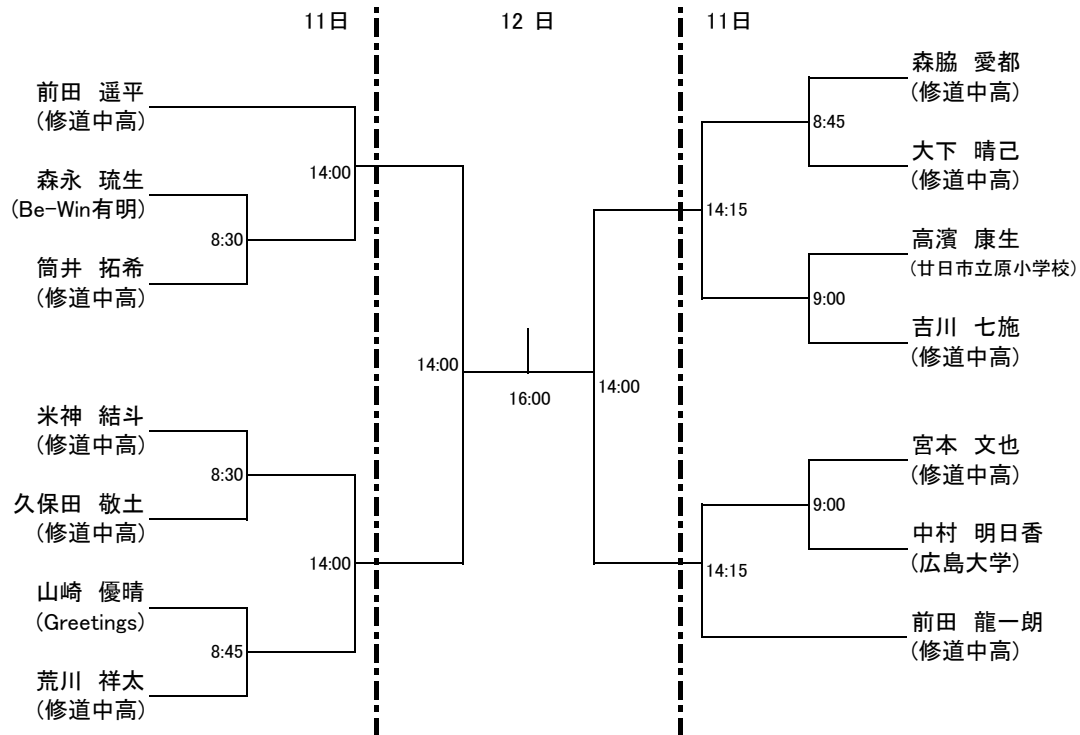 11日
12 日
11日
前田 遥平
(修道中高)
14:00
森永 琉生
(Be-Win有明)
8:30
筒井 拓希
(修道中高)
14:00
米神 結斗
(修道中高)
8:30
久保田 敬土
(修道中高)
14:00
山崎 優晴
(Greetings)
8:45
荒川 祥太
(修道中高)
16:00
森脇 愛都
(修道中高)
8:45
大下 晴己
(修道中高)
14:15
高濱 康生
(廿日市立原小学校)
9:00
吉川 七施
(修道中高)
14:00
宮本 文也
(修道中高)
9:00
中村 明日香
(広島大学)
14:15
前田 龍一朗
(修道中高)